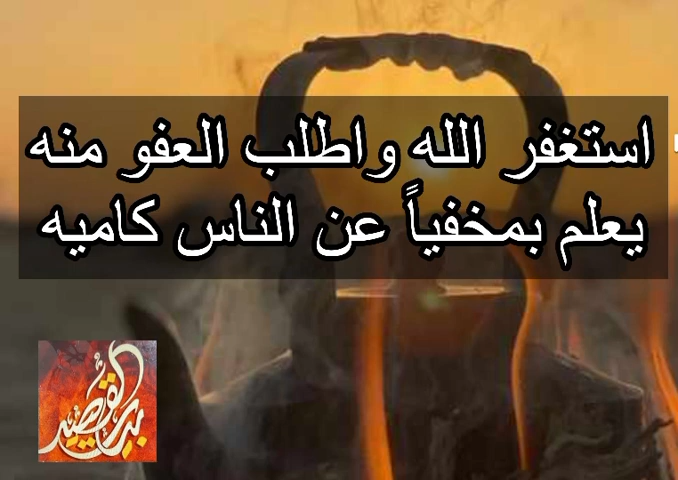 استغفر الله واطلب العفو منه
يعلم بمخفياً عن الناس كاميه